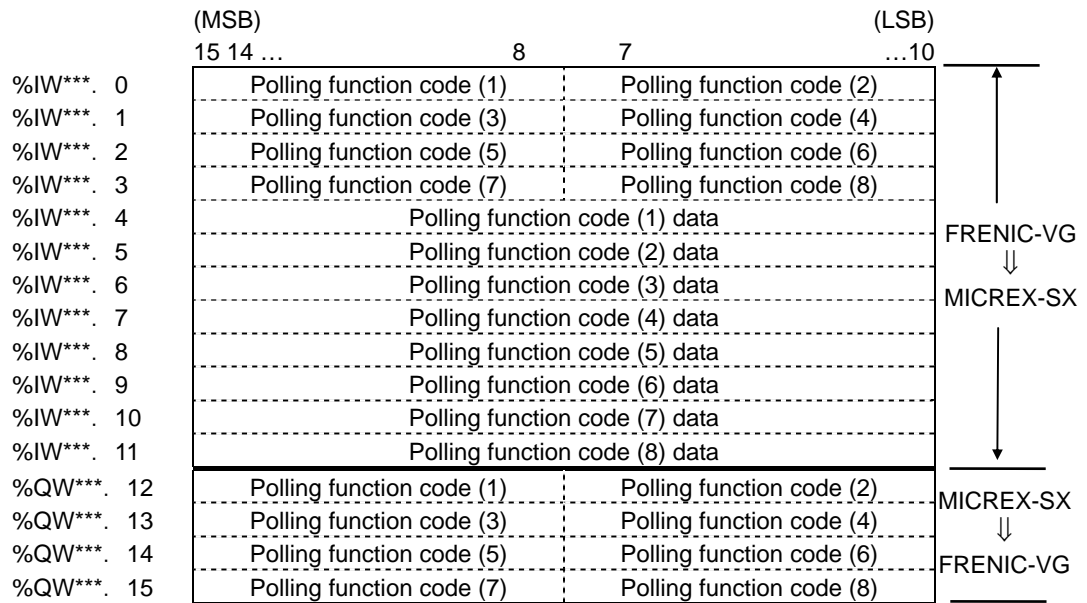 (MSB) (LSB)
15 14 … 8 7 …10
%IW***. 0 Polling function code (1) Polling function code (2)
%IW***. 1 Polling function code (3) Polling function code (4)
%IW***. 2 Polling function code (5) Polling function code (6)
%IW***. 3 Polling function code (7) Polling function code (8)
%IW***. 4 Polling function code (1) data
%IW***. 5 Polling function code (2) data
%IW***. 6 Polling function code (3) data
%IW***. 7 Polling function code (4) data
%IW***. 8 Polling function code (5) data
%IW***. 9 Polling function code (6) data
%IW***. 10 Polling function code (7) data
%IW***. 11 Polling function code (8) data
FRENIC-VG
⇓
MICREX-SX
%QW***. 12 Polling function code (1) Polling function code (2)
%QW***. 13 Polling function code (3) Polling function code (4)
%QW***. 14 Polling function code (5) Polling function code (6)
%QW***. 15 Polling function code (7) Polling function code (8)
MICREX-SX
⇓
FRENIC-VG